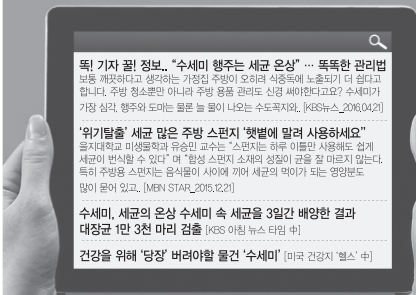 똑! 기자 꿀! 정보.. “수세미 행주는 세균 온상” … 똑똑한 관리법
보통 깨끗하다고 생각하는 가정집 주방이 오히려 식중독에 노출되기 더 쉽다고
합니다. 주방 청소뿐만 아니라 주방 용품 관리도 신경 써야한다고요? 수세미가
가장 심각, 행주와 도마는 물론 늘 물이 나오는 수도꼭지와.. [KBS뉴스_2016.04.21]
‘위기탈출’ 세균 많은 주방 스펀지 “햇볕에 말려 사용하세요”
을지대학교 미생물학과 유승민 교수는 “스펀지는 하루 이틀만 사용해도 쉽게
세균이 번식할 수 있다” 며 “합성 스펀지 소재의 성질이 균을 잘 마르지 않는다.
특히 주방용 스펀지는 음식물이 사이에 끼어 세균의 먹이가 되는 영양분도
많이 묻어 있고.. [MBN STAR_2015.12.21]
수세미, 세균의 온상 수세미 속 세균을 3일간 배양한 결과
대장균 1만 3천 마리 검출 [KBS 아침 뉴스 타임 中]
건강을 위해 ‘당장’ 버려야할 물건 ‘수세미’ [미국 건강지 ‘헬스’ 中]